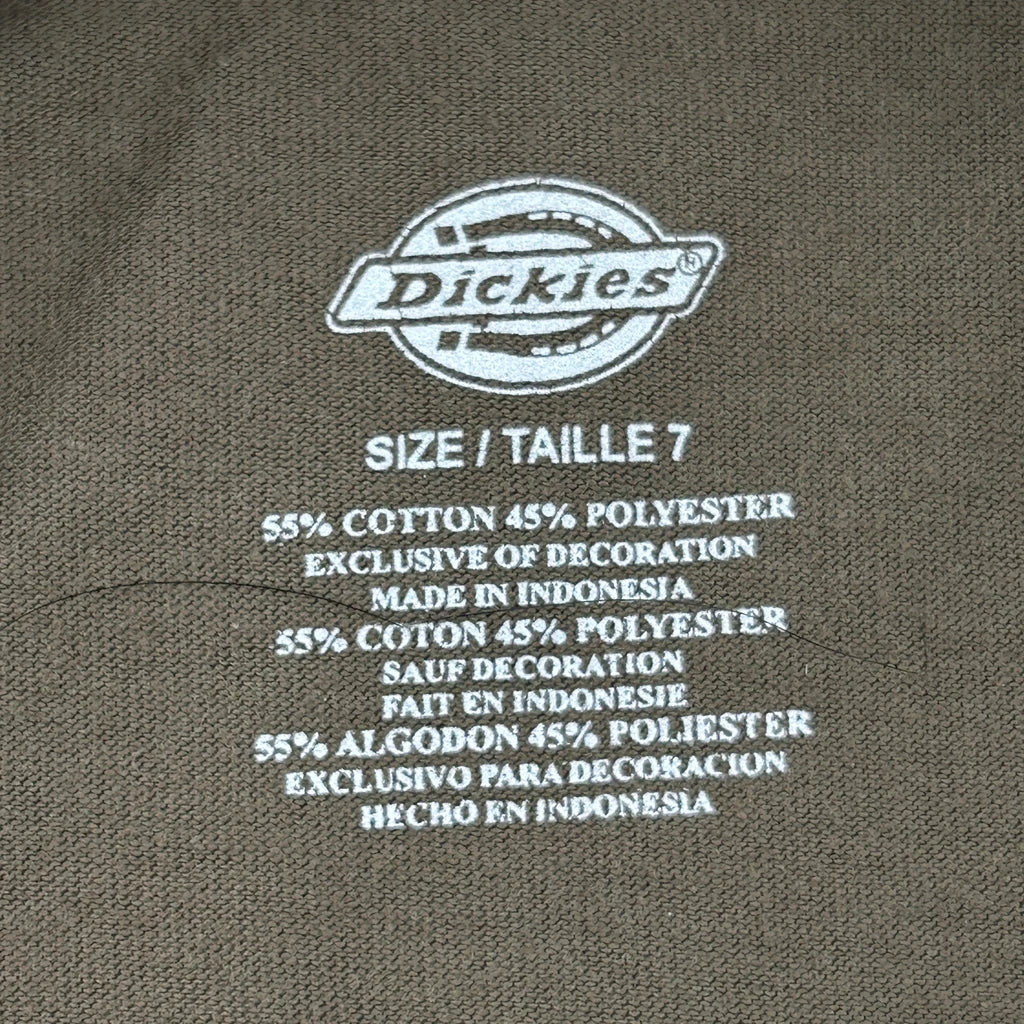 Dickies®
SIZE / TAILLE 7
55% COTTON 45% POLYESTER
EXCLUSIVE OF DECORATION
MADE IN INDONESIA
55% COTON 45% POLYESTER
SAUF DECORATION
FAIT EN INDONESIE
55% ALGODON 45% POLIESTER
EXCLUSIVO PARA DECORACION
HECHO EN INDONESIA